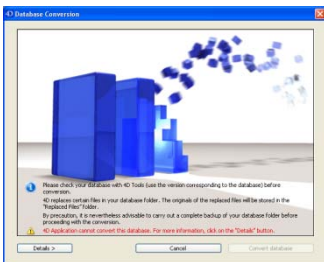 Database Conversion
Please check your database with 4D Tools (use the version corresponding to the database) before
conversion.
4D replaces certain files in your database folder. The originals of the replaced files will be stored in the
"Replaced Files" folder.
By precaution, it is nevertheless advisable to carry out a complete backup of your database folder before
proceeding with the conversion.
4D Application cannot convert the database. For more information, click on the "Details" button.
Details >
Cancel
Convert database